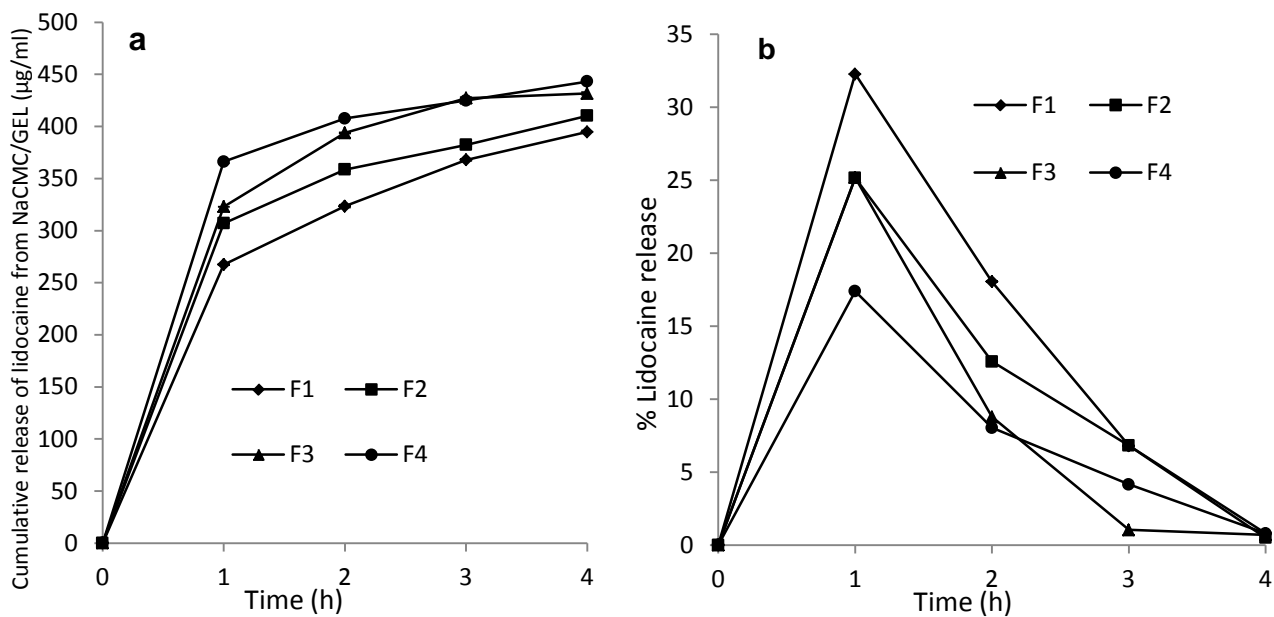 a
Cumulative release of lidocaine from NaCMC/GEL (µg/ml)
500
450
400
350
300
250
200
150
100
50
0
F1 F2
F3 F4
0 1 2 3 4
Time (h)
b
% Lidocaine release
35
30
25
20
15
10
5
0
F1 F2
F3 F4
0 1 2 3 4
Time (h)